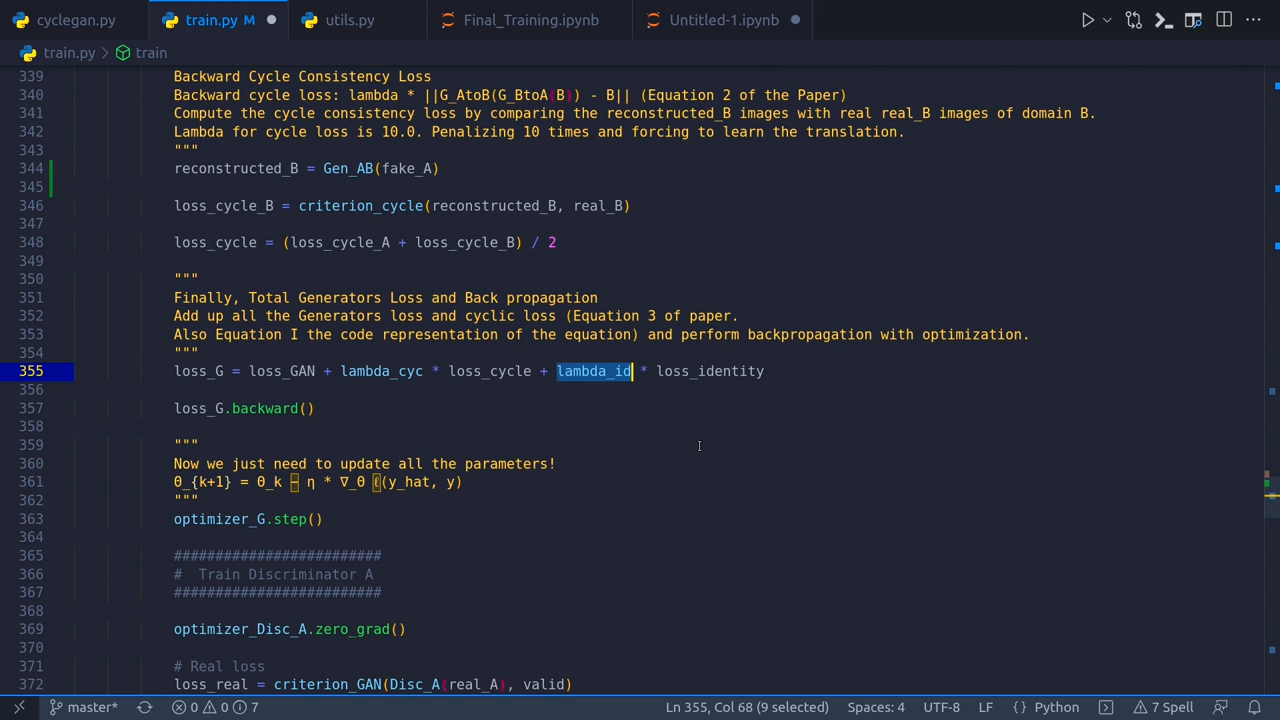 cyclegan.py train.py M utils.py Final_Training.ipynb Untitled-1.ipynb
train.py > train
339 Backward Cycle Consistency Loss
340 Backward cycle loss: lambda * ||G_AtoB(G_BtoA(B)) - B|| (Equation 2 of the Paper)
341 Compute the cycle consistency loss by comparing the reconstructed_B images with real real_B images of domain B.
342 Lambda for cycle loss is 10.0. Penalizing 10 times and forcing to learn the translation.
343 """
344 reconstructed_B = Gen_AB(fake_A)
345
346 loss_cycle_B = criterion_cycle(reconstructed_B, real_B)
347
348 loss_cycle = (loss_cycle_A + loss_cycle_B) / 2
349
350 """
351 Finally, Total Generators Loss and Back propagation
352 Add up all the Generators loss and cyclic loss (Equation 3 of paper.
353 Also Equation I the code representation of the equation) and perform backpropagation with optimization.
354 """
355 loss_G = loss_GAN + lambda_cyc * loss_cycle + lambda_id * loss_identity
356
357 loss_G.backward()
358
359 """
360 Now we just need to update all the parameters!
361 Θ_{k+1} = Θ_k − η * ∇_Θ ℓ(y_hat, y)
362 """
363 optimizer_G.step()
364
365 #########################
366 #  Train Discriminator A
367 #########################
368
369 optimizer_Disc_A.zero_grad()
370
371 # Real loss
372 loss_real = criterion_GAN(Disc_A(real_A), valid)
master* 0 0 7 Ln 355, Col 68 (9 selected) Spaces: 4 UTF-8 LF {} Python 7 Spell